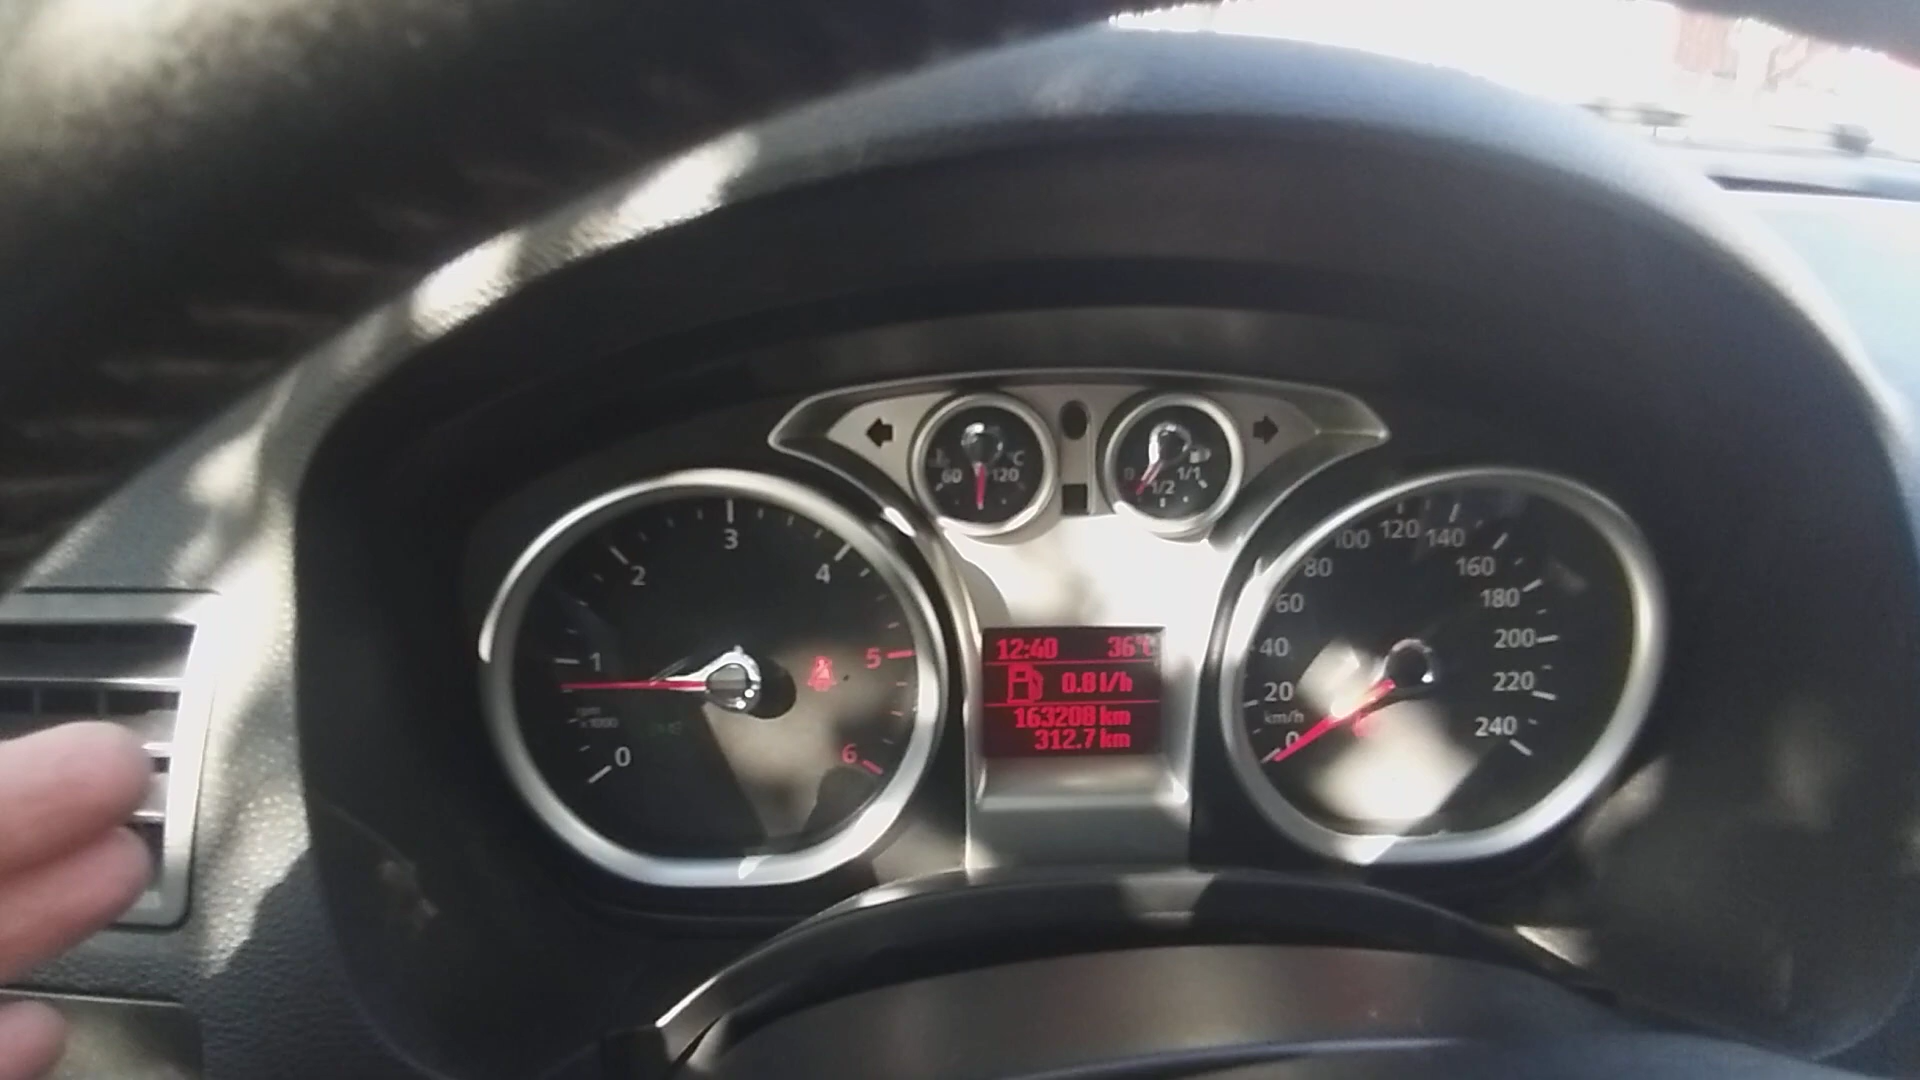 60 °C 120
0 1/2 1/1
0 1 2 3 4 5 6
rpm
x1000
12:40 36°C
0.8 l/h
163208 km
312.7 km
0 20 40 60 80 100 120 140 160 180 200 220 240
km/h